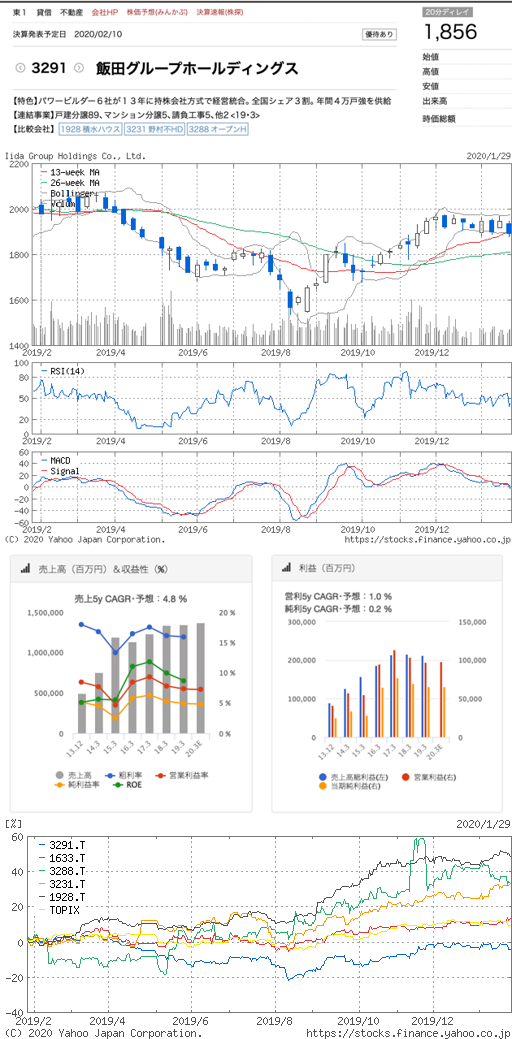 東1 貸借 不動産 会社HP 株価予想(みんかぶ) 決算速報(株探)
20分ディレイ
1,856
決算発表予定日 2020/02/10
優待あり
3291 飯田グループホールディングス
始値
高値
安値
出来高
時価総額
【特色】パワービルダー6社が13年に持株会社方式で経営統合。全国シェア3割。年間4万戸強を供給
【連結事業】戸建分譲89、マンション分譲5、請負工事5、他2 <19・3>
【比較会社】 1928 積水ハウス 3231 野村不HD 3288 オープンH
Iida Group Holdings Co., Ltd. 2020/1/29
2200
2000
1800
1600
1400
13-week MA
26-week MA
Bollinger
Volum
2019/2 2019/4 2019/6 2019/8 2019/10 2019/12
100
50
0
RSI(14)
2019/2 2019/4 2019/6 2019/8 2019/10 2019/12
60
40
20
0
-20
-40
-60
MACD
Signal
2019/2 2019/4 2019/6 2019/8 2019/10 2019/12
(C) 2020 Yahoo Japan Corporation. https://stocks.finance.yahoo.co.jp/
売上高（百万円）＆収益性（%）
売上5y CAGR・予想： 4.8 %
1,500,000
1,000,000
500,000
0
20 %
15 %
10 %
5 %
0 %
13.12 14.3 15.3 16.3 17.3 18.3 19.3 20.3E
売上高 粗利率 営業利益率
純利益率 ROE
利益（百万円）
営利5y CAGR・予想： 1.0 %
純利5y CAGR・予想： 0.2 %
300,000
200,000
100,000
0
150,000
100,000
50,000
0
13.12 14.3 15.3 16.3 17.3 18.3 19.3 20.3E
売上高総利益(左) 営業利益(右)
当期純利益(右)
[%] 2020/1/29
60
40
20
0
-20
-40
3291.T
1633.T
3288.T
3231.T
1928.T
TOPIX
2019/2 2019/4 2019/6 2019/8 2019/10 2019/12
(C) 2020 Yahoo Japan Corporation. https://stocks.finance.yahoo.co.jp/